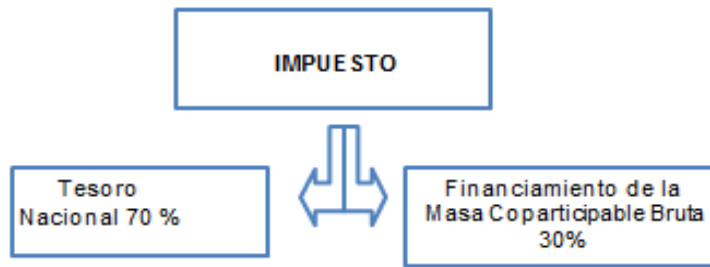 IMPUESTO
Tesoro
Nacional 70 %
Financiamiento de la
Masa Coparticipable Bruta
30%